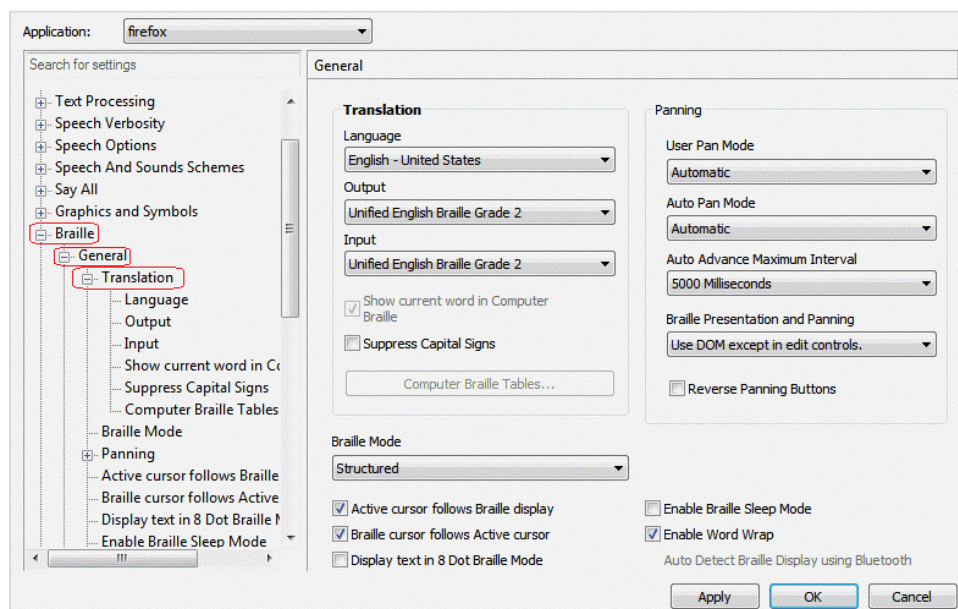 Application: firefox
Search for settings
Text Processing
Speech Verbosity
Speech Options
Speech And Sounds Schemes
Say All
Graphics and Symbols
Braille
General
Translation
Language
Output
Input
Show current word in Co
Suppress Capital Signs
Computer Braille Tables
Braille Mode
Panning
Active cursor follows Braille
Braille cursor follows Active
Display text in 8 Dot Braille M
Enable Braille Sleep Mode
General
Translation
Language
English - United States
Output
Unified English Braille Grade 2
Input
Unified English Braille Grade 2
Show current word in Computer
Braille
Suppress Capital Signs
Computer Braille Tables...
Panning
User Pan Mode
Automatic
Auto Pan Mode
Automatic
Auto Advance Maximum Interval
5000 Milliseconds
Braille Presentation and Panning
Use DOM except in edit controls.
Reverse Panning Buttons
Braille Mode
Structured
Active cursor follows Braille display
Braille cursor follows Active cursor
Display text in 8 Dot Braille Mode
Enable Braille Sleep Mode
Enable Word Wrap
Auto Detect Braille Display using Bluetooth
Apply
OK
Cancel